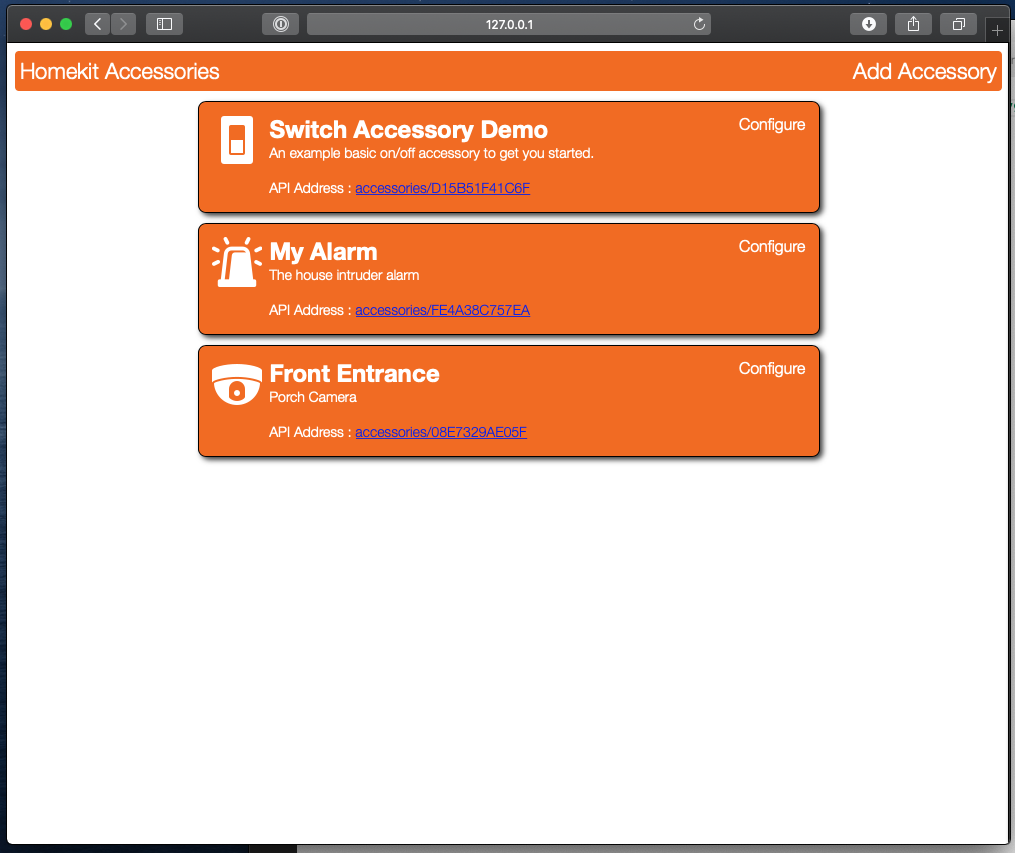 127.0.0.1
Homekit Accessories
Add Accessory
Switch Accessory Demo
Configure
An example basic on/off accessory to get you started.
API Address : accessories/D15B51F41C6F
My Alarm
Configure
The house intruder alarm
API Address : accessories/FE4A38C757EA
Front Entrance
Configure
Porch Camera
API Address : accessories/08E7329AE05F